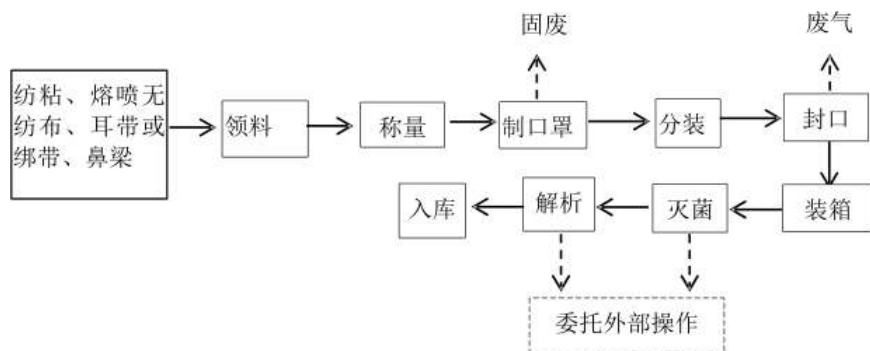 固废
废气
纺粘、熔喷无
纺布、耳带或
绑带、鼻梁
领料
称量
制口罩
分装
封口
入库
解析
灭菌
装箱
委托外部操作